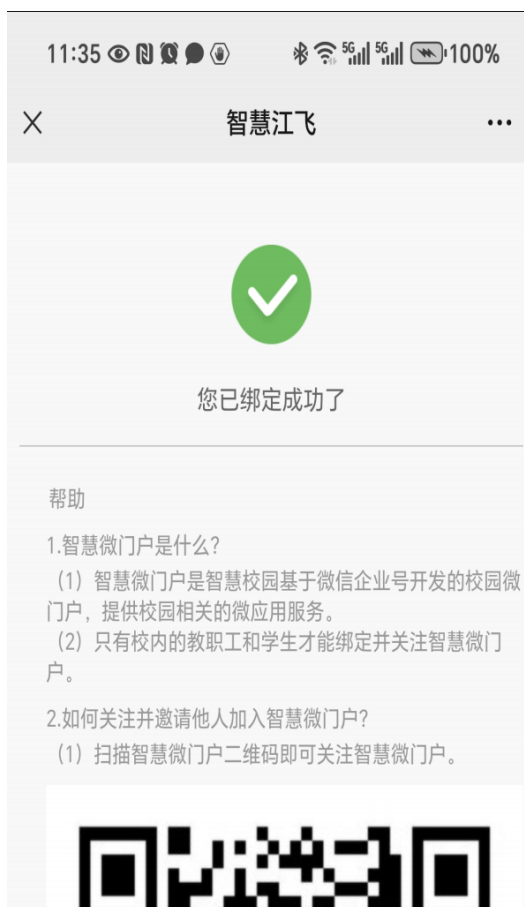 11:35 5G 5G 100%
智慧江飞
您已绑定成功了
帮助
1.智慧微门户是什么?
（1）智慧微门户是智慧校园基于微信企业号开发的校园微
门户，提供校园相关的微应用服务。
（2）只有校内的教职工和学生才能绑定并关注智慧微门
户。
2.如何关注并邀请他人加入智慧微门户?
（1）扫描智慧微门户二维码即可关注智慧微门户。